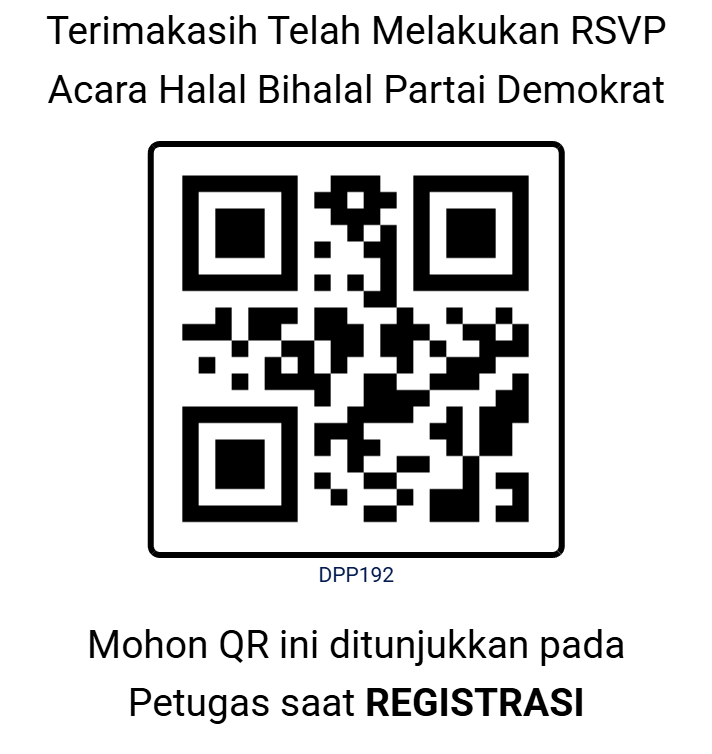 Terimakasih Telah Melakukan RSVP
Acara Halal Bihalal Partai Demokrat
DPP192
Mohon QR ini ditunjukkan pada
Petugas saat REGISTRASI